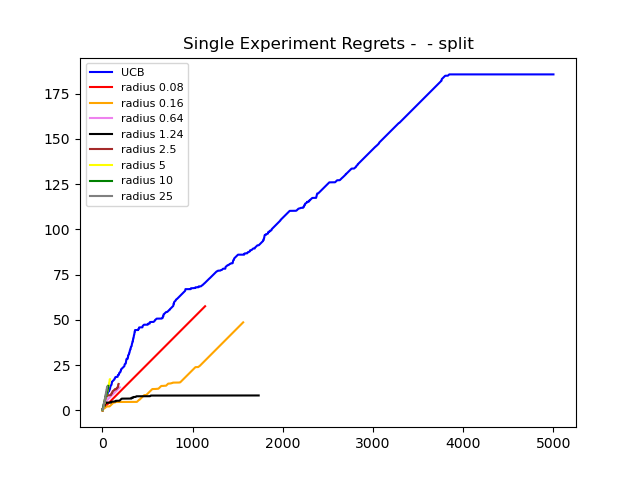 Single Experiment Regrets -  - split
UCB
radius 0.08
radius 0.16
radius 0.64
radius 1.24
radius 2.5
radius 5
radius 10
radius 25
175
150
125
100
75
50
25
0
0 1000 2000 3000 4000 5000